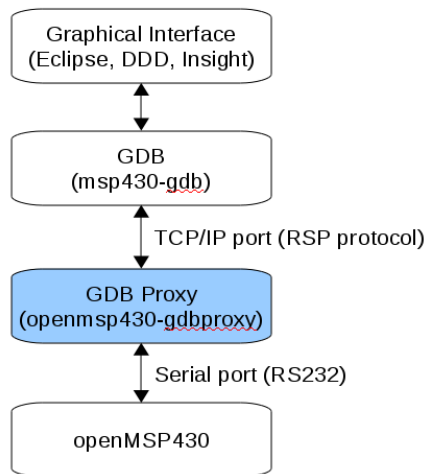 Graphical Interface
(Eclipse, DDD, Insight)
GDB
(msp430-gdb)
TCP/IP port (RSP protocol)
GDB Proxy
(openmsp430-gdbproxy)
Serial port (RS232)
openMSP430